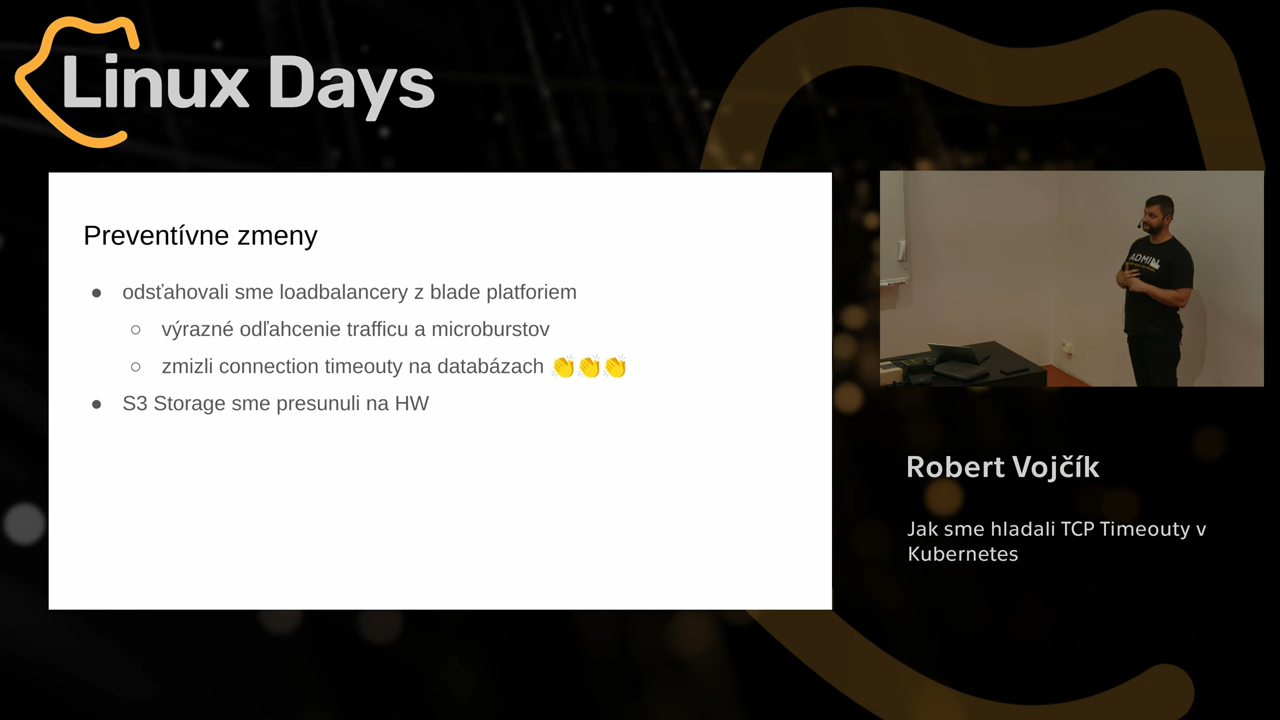 Linux Days
Preventívne zmeny
● odsťahovali sme loadbalancery z blade platforiem
○ výrazné odľahcenie trafficu a microburstov
○ zmizli connection timeouty na databázach 👏👏👏
● S3 Storage sme presunuli na HW
ADMIN
Robert Vojčík
Jak sme hladali TCP Timeouty v
Kubernetes